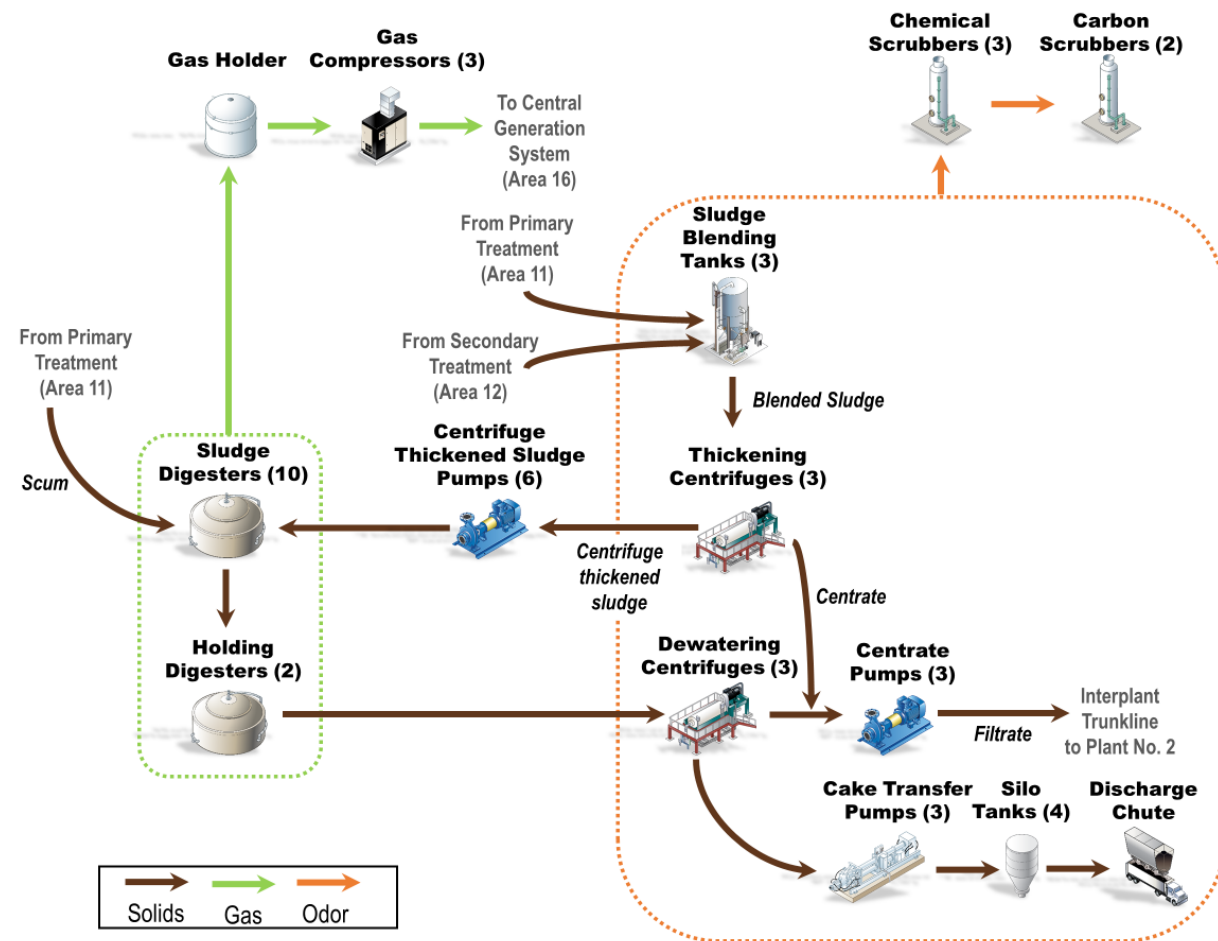 Gas Holder
Gas
Compressors (3)
To Central
Generation
System
(Area 16)
Chemical
Scrubbers (3)
Carbon
Scrubbers (2)
From Primary
Treatment
(Area 11)
Sludge
Blending
Tanks (3)
From Primary
Treatment
(Area 11)
From Secondary
Treatment
(Area 12)
Blended Sludge
Scum
Sludge
Digesters (10)
Centrifuge
Thickened Sludge
Pumps (6)
Thickening
Centrifuges (3)
Centrifuge
thickened
sludge
Centrate
Holding
Digesters (2)
Dewatering
Centrifuges (3)
Centrate
Pumps (3)
Filtrate
Interplant
Trunkline
to Plant No. 2
Cake Transfer
Pumps (3)
Silo
Tanks (4)
Discharge
Chute
Solids
Gas
Odor